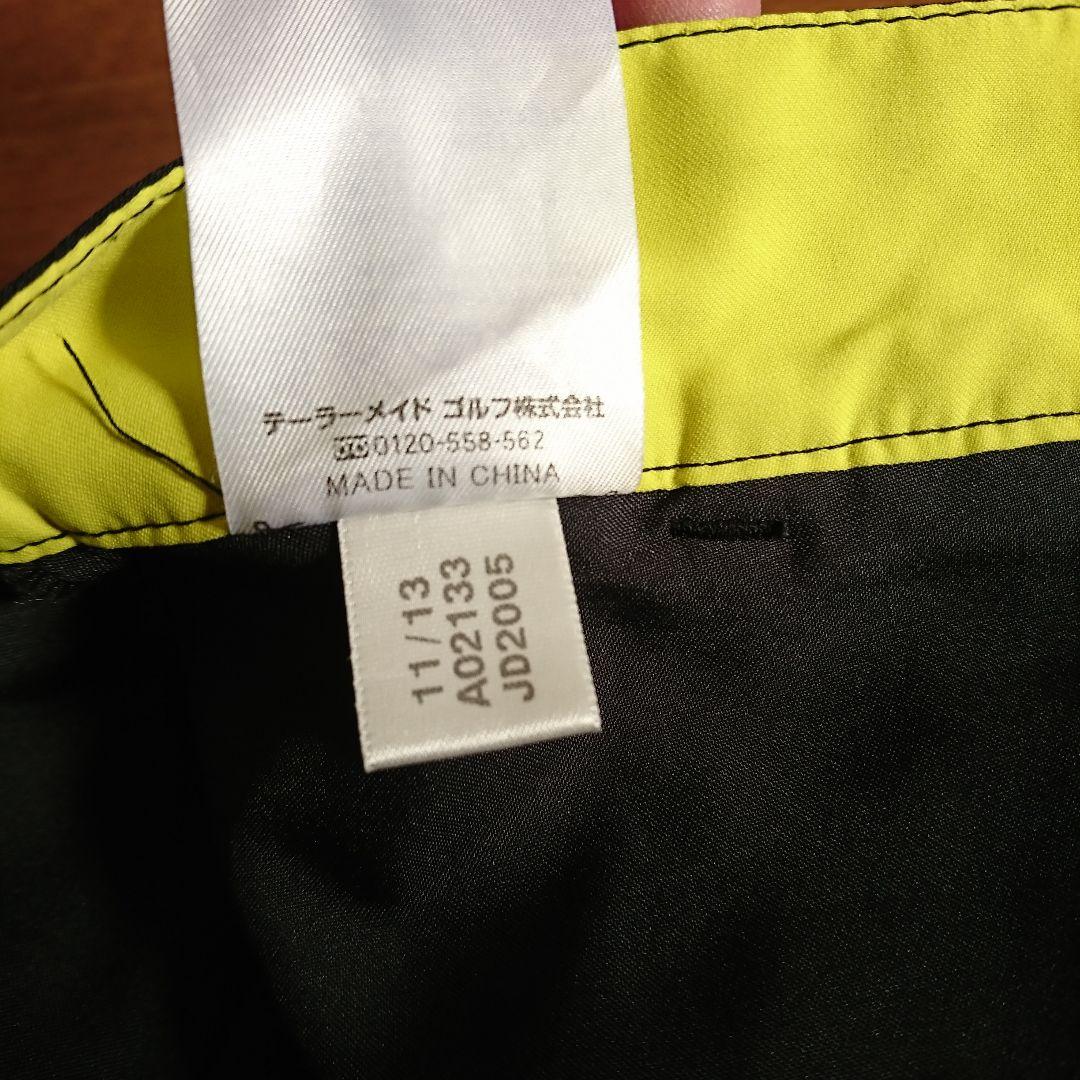 テーラーメイド ゴルフ株式会社
0120-558-562
MADE IN CHINA
11/13
A02133
JD2005